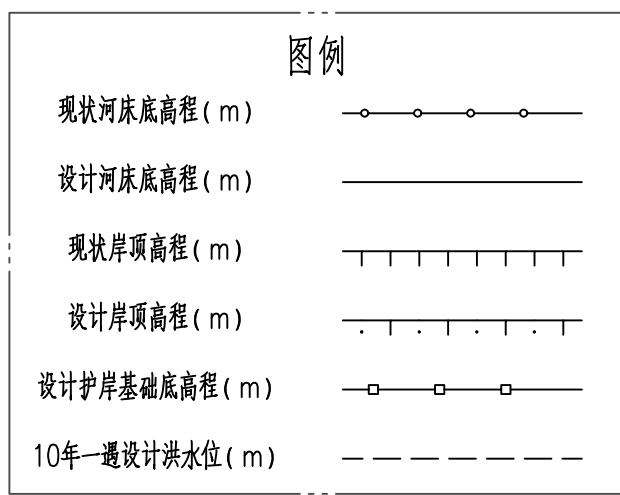 图例
现状河床底高程(m)
设计河床底高程(m)
现状岸顶高程(m)
设计岸顶高程(m)
设计护岸基础底高程(m)
10年一遇设计洪水位(m)